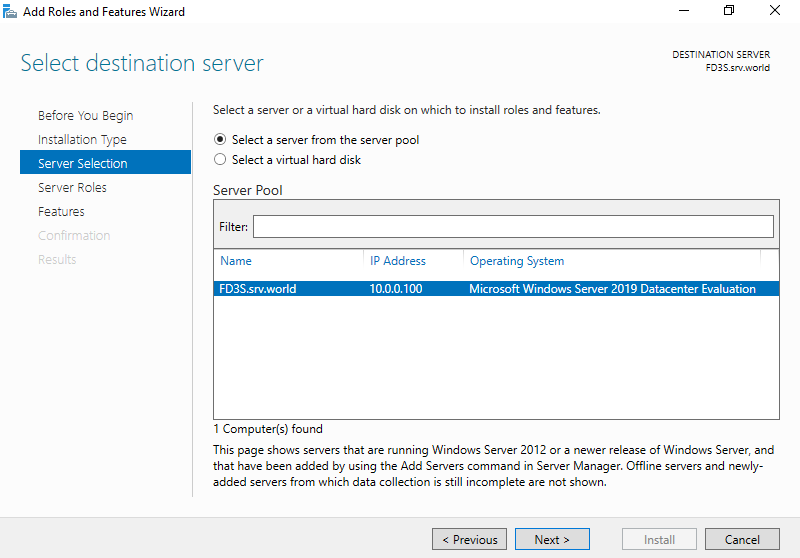 Add Roles and Features Wizard
Select destination server
DESTINATION SERVER
FD3S.srv.world
Before You Begin
Installation Type
Server Selection
Server Roles
Features
Confirmation
Results
Select a server or a virtual hard disk on which to install roles and features.
Select a server from the server pool
Select a virtual hard disk
Server Pool
Filter:
Name IP Address Operating System
FD3S.srv.world 10.0.0.100 Microsoft Windows Server 2019 Datacenter Evaluation
1 Computer(s) found
This page shows servers that are running Windows Server 2012 or a newer release of Windows Server, and
that have been added by using the Add Servers command in Server Manager. Offline servers and newly-
added servers from which data collection is still incomplete are not shown.
< Previous Next > Install Cancel